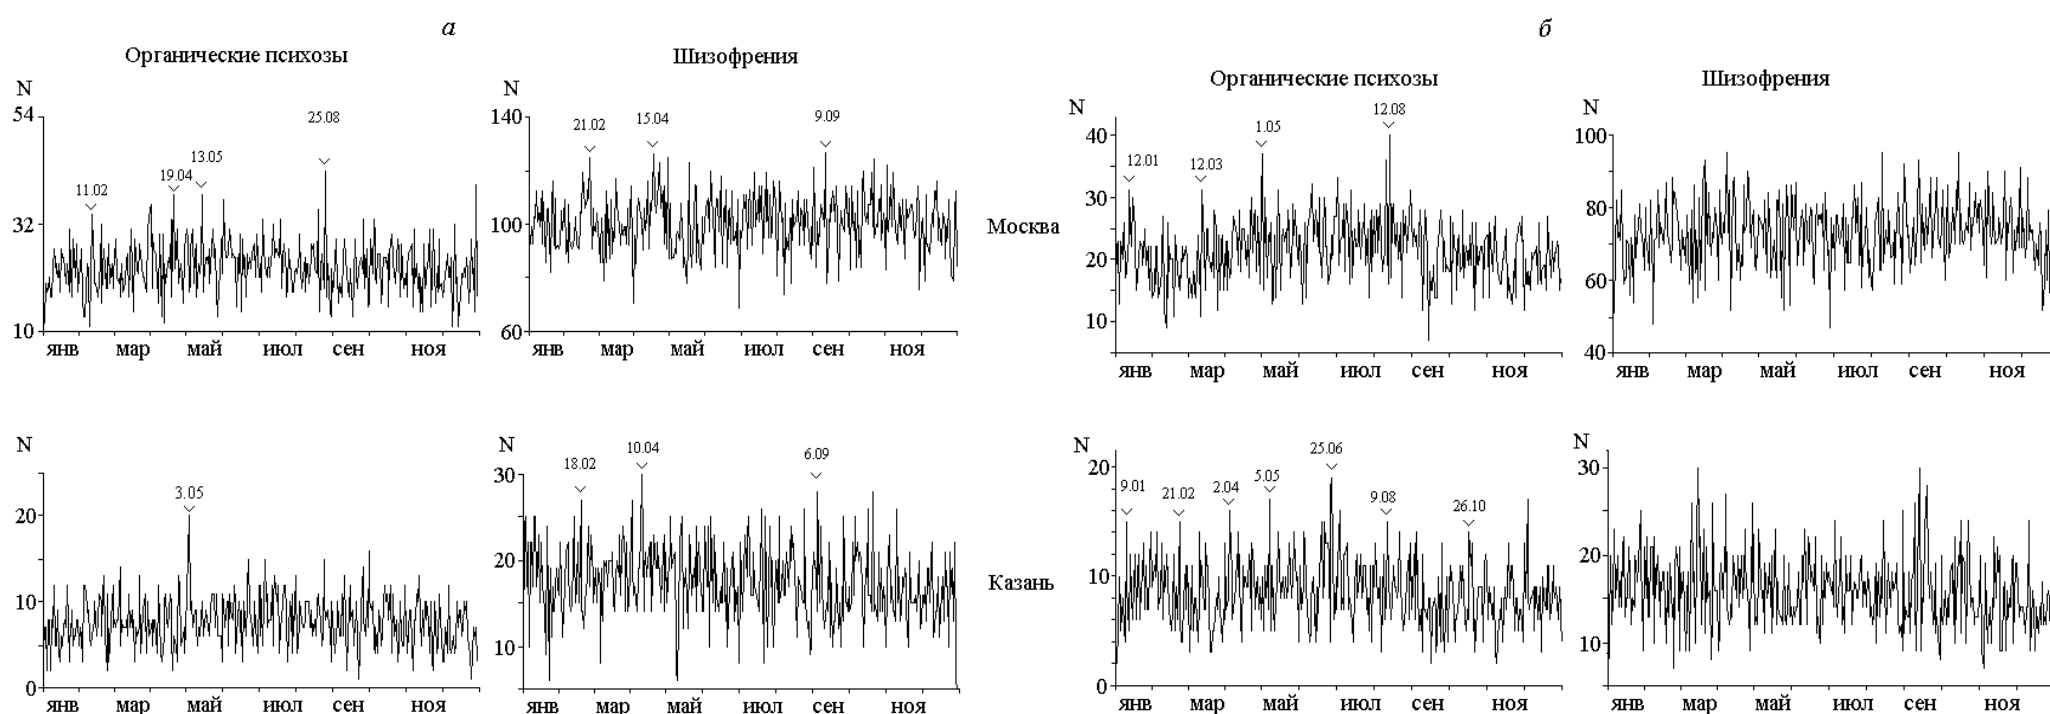 а
б
Органические психозы
Шизофрения
Органические психозы
Шизофрения
N
54
32
10
11.02
19.04
13.05
25.08
янв мар май июл сен ноя
N
140
100
60
21.02
15.04
9.09
янв мар май июл сен ноя
Москва
N
40
30
20
10
12.01
12.03
1.05
12.08
янв мар май июл сен ноя
N
100
80
60
40
янв мар май июл сен ноя
N
20
10
0
3.05
янв мар май июл сен ноя
N
30
20
10
18.02
10.04
6.09
янв мар май июл сен ноя
Казань
N
20
10
0
9.01
21.02
2.04
5.05
25.06
9.08
26.10
янв мар май июл сен ноя
N
30
20
10
янв мар май июл сен ноя